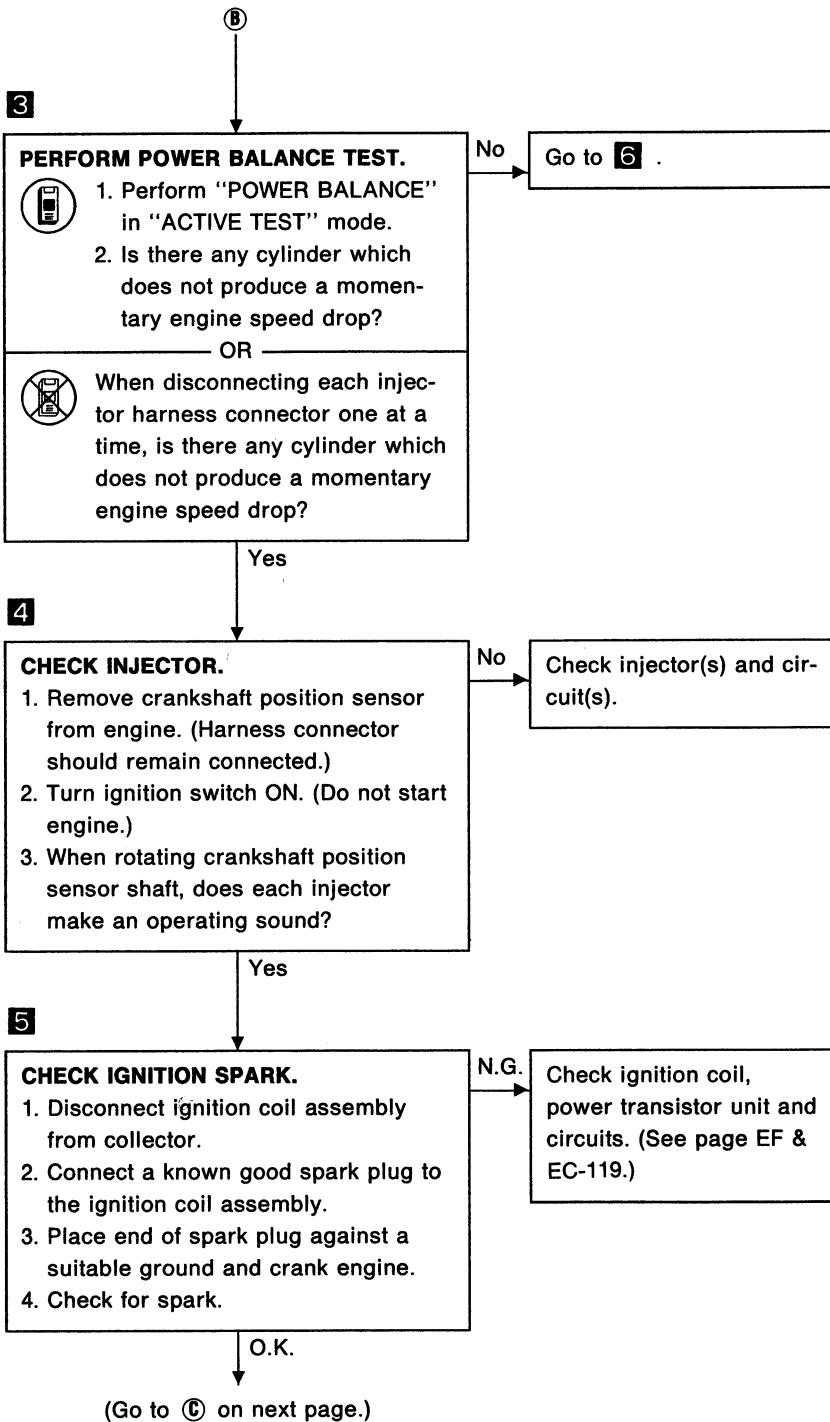 Ⓑ
3
PERFORM POWER BALANCE TEST.
1. Perform "POWER BALANCE"
in "ACTIVE TEST" mode.
2. Is there any cylinder which
does not produce a momen-
tary engine speed drop?
OR
When disconnecting each injec-
tor harness connector one at a
time, is there any cylinder which
does not produce a momentary
engine speed drop?
No
Go to 6 .
Yes
4
CHECK INJECTOR.
1. Remove crankshaft position sensor
from engine. (Harness connector
should remain connected.)
2. Turn ignition switch ON. (Do not start
engine.)
3. When rotating crankshaft position
sensor shaft, does each injector
make an operating sound?
No
Check injector(s) and cir-
cuit(s).
Yes
5
CHECK IGNITION SPARK.
1. Disconnect ignition coil assembly
from collector.
2. Connect a known good spark plug to
the ignition coil assembly.
3. Place end of spark plug against a
suitable ground and crank engine.
4. Check for spark.
N.G.
Check ignition coil,
power transistor unit and
circuits. (See page EF &
EC-119.)
O.K.
(Go to Ⓒ on next page.)